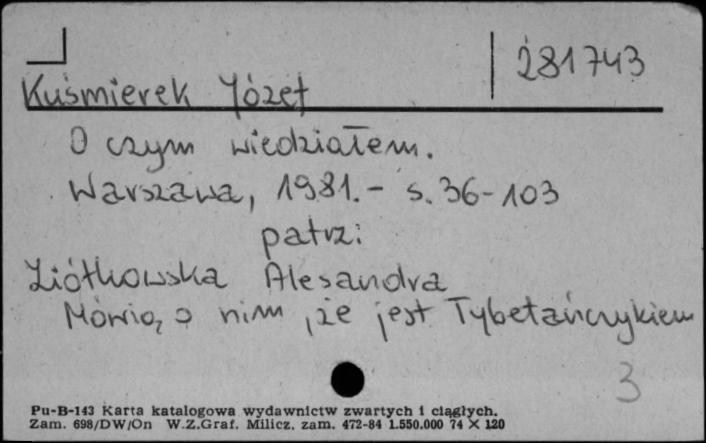 281743
Kuśmierek Józef
O czym wiedziałem.
Warszawa, 1981.- s. 36-103
patrz:
Ziółkowska Alesandra
Mówią o nim, że jest Tybetańczykiem
3
Pu-B-143 Karta katalogowa wydawnictw zwartych i ciągłych.
Zam. 698/DW/On W.Z.Graf. Milicz, zam. 472-84 1.550.000 74 X 120